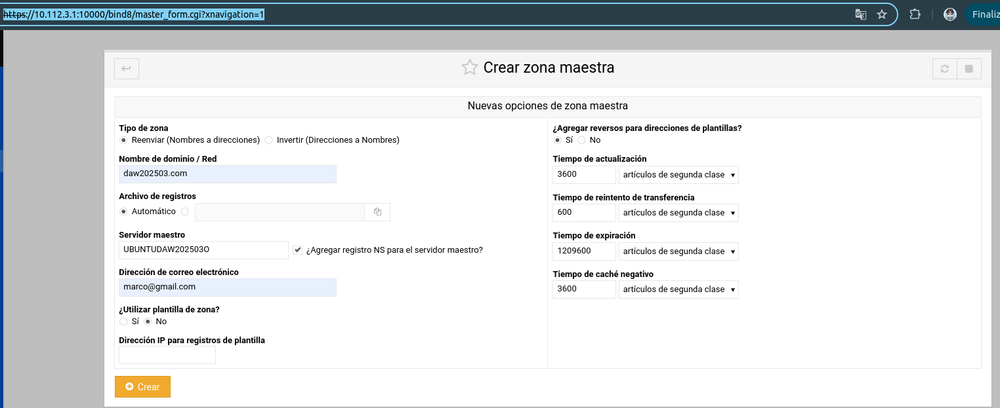 https://10.112.3.1:10000/bind8/master_form.cgi?xnavigation=1
Finaliz
Crear zona maestra
Nuevas opciones de zona maestra
Tipo de zona
Reenviar (Nombres a direcciones) Invertir (Direcciones a Nombres)
Nombre de dominio / Red
daw202503.com
Archivo de registros
Automático
Servidor maestro
UBUNTUDAW202503O ¿Agregar registro NS para el servidor maestro?
Dirección de correo electrónico
marco@gmail.com
¿Utilizar plantilla de zona?
Sí No
Dirección IP para registros de plantilla
¿Agregar reversos para direcciones de plantillas?
Sí No
Tiempo de actualización
3600 artículos de segunda clase
Tiempo de reintento de transferencia
600 artículos de segunda clase
Tiempo de expiración
1209600 artículos de segunda clase
Tiempo de caché negativo
3600 artículos de segunda clase
Crear